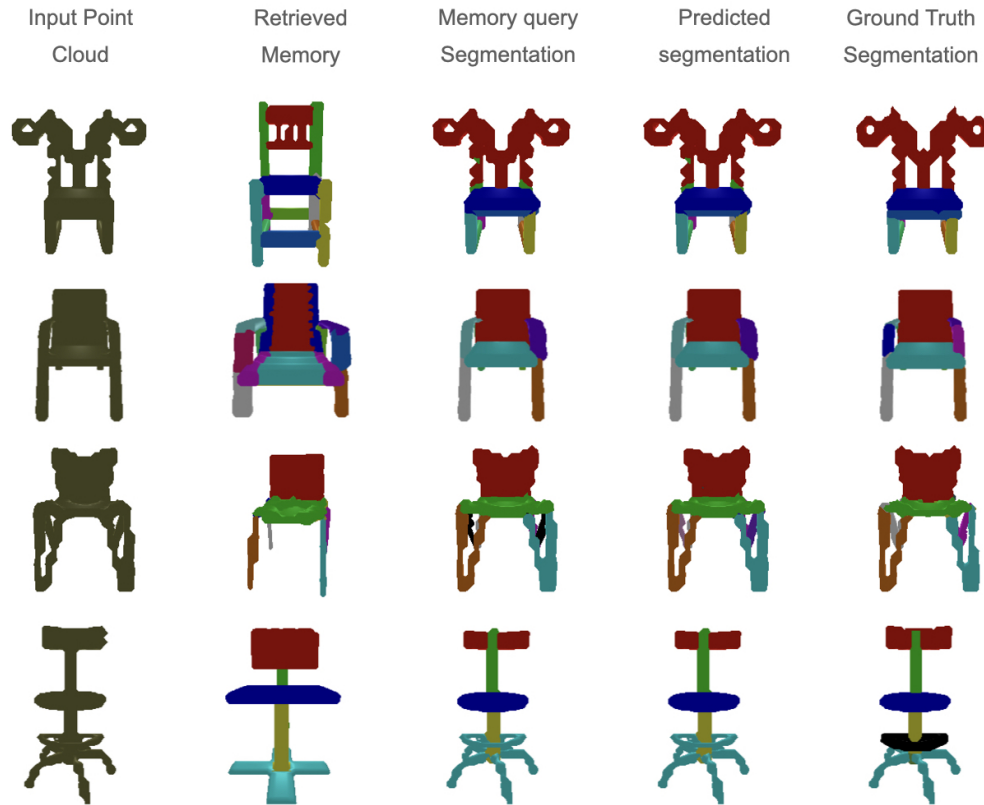 Input Point Cloud
Retrieved Memory
Memory query Segmentation
Predicted segmentation
Ground Truth Segmentation